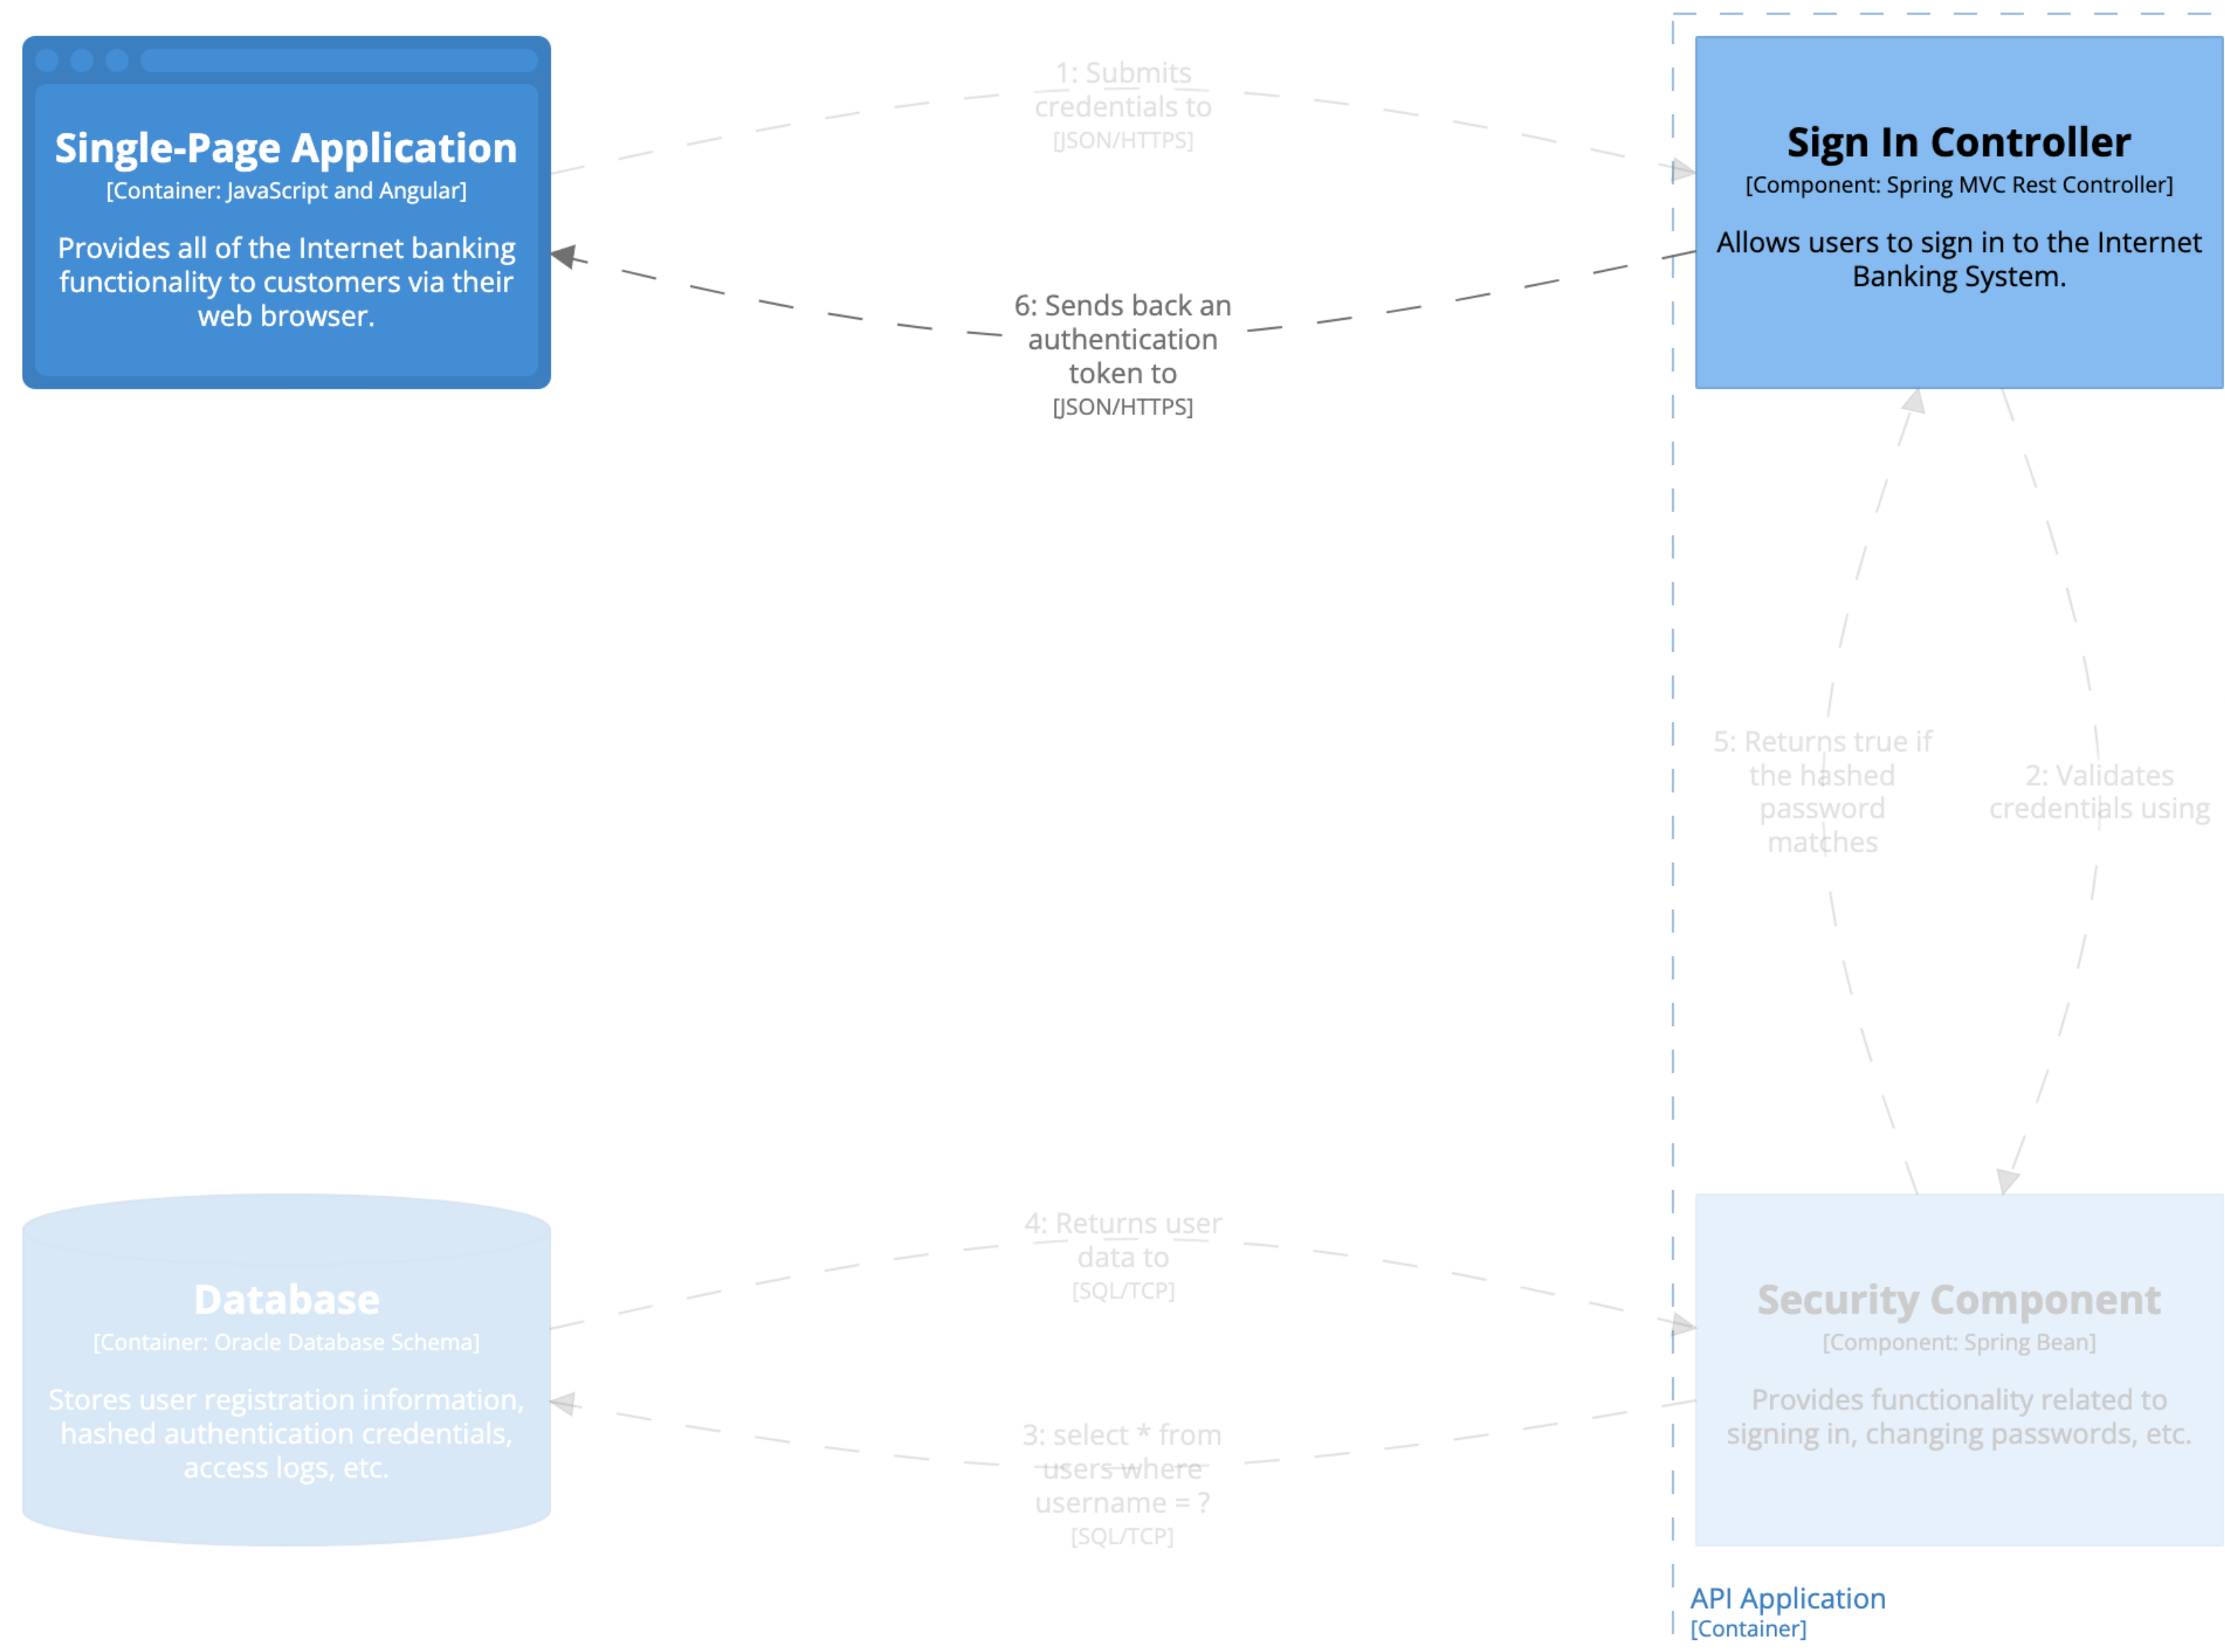 Single-Page Application
[Container: JavaScript and Angular]
Provides all of the Internet banking
functionality to customers via their
web browser.
1: Submits
credentials to
[JSON/HTTPS]
6: Sends back an
authentication
token to
[JSON/HTTPS]
Sign In Controller
[Component: Spring MVC Rest Controller]
Allows users to sign in to the Internet
Banking System.
5: Returns true if
the hashed
password
matches
2: Validates
credentials using
Database
[Container: Oracle Database Schema]
Stores user registration information,
hashed authentication credentials,
access logs, etc.
4: Returns user
data to
[SQL/TCP]
3: select * from
users where
username = ?
[SQL/TCP]
Security Component
[Component: Spring Bean]
Provides functionality related to
signing in, changing passwords, etc.
API Application
[Container]